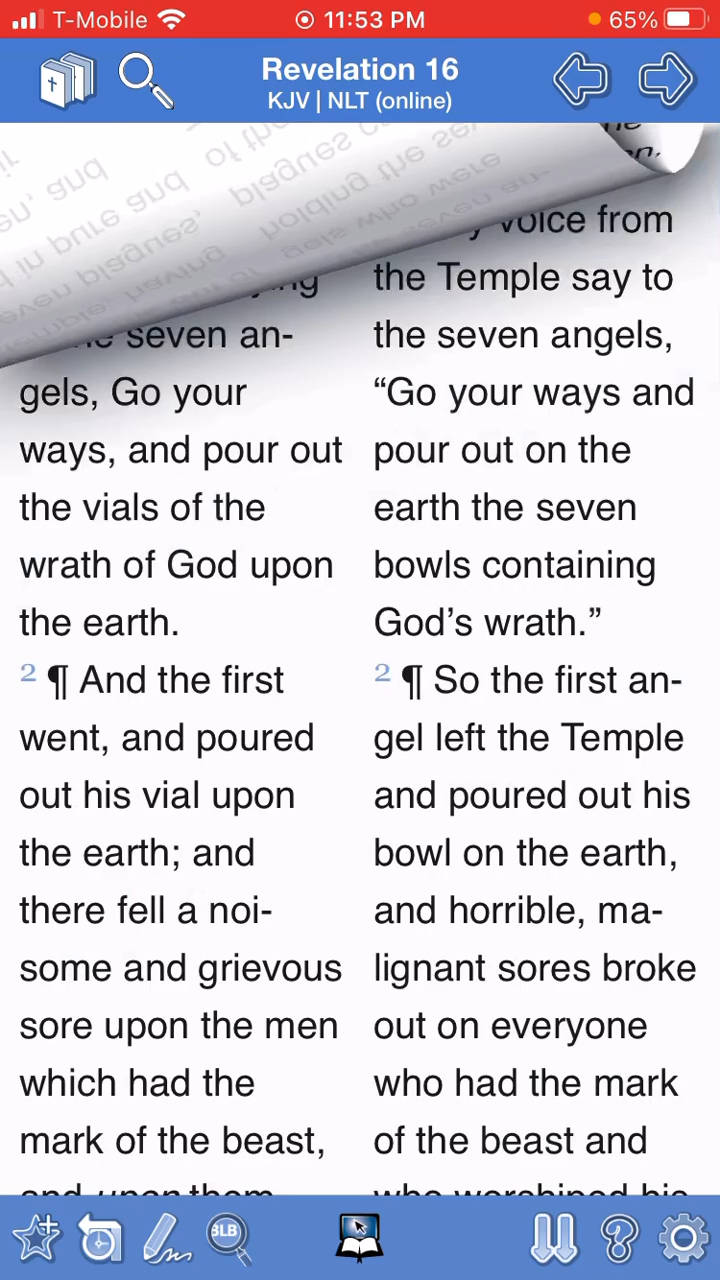 T-Mobile
11:53 PM
65%
Revelation 16
KJV | NLT (online)
BLB
seven an-
gels, Go your
ways, and pour out
the vials of the
wrath of God upon
the earth.
2 ¶ And the first
went, and poured
out his vial upon
the earth; and
there fell a noi-
some and grievous
sore upon the men
which had the
mark of the beast,
and upon them
voice from
the Temple say to
the seven angels,
“Go your ways and
pour out on the
earth the seven
bowls containing
God’s wrath.”
2 ¶ So the first an-
gel left the Temple
and poured out his
bowl on the earth,
and horrible, ma-
lignant sores broke
out on everyone
who had the mark
of the beast and
who worshiped his